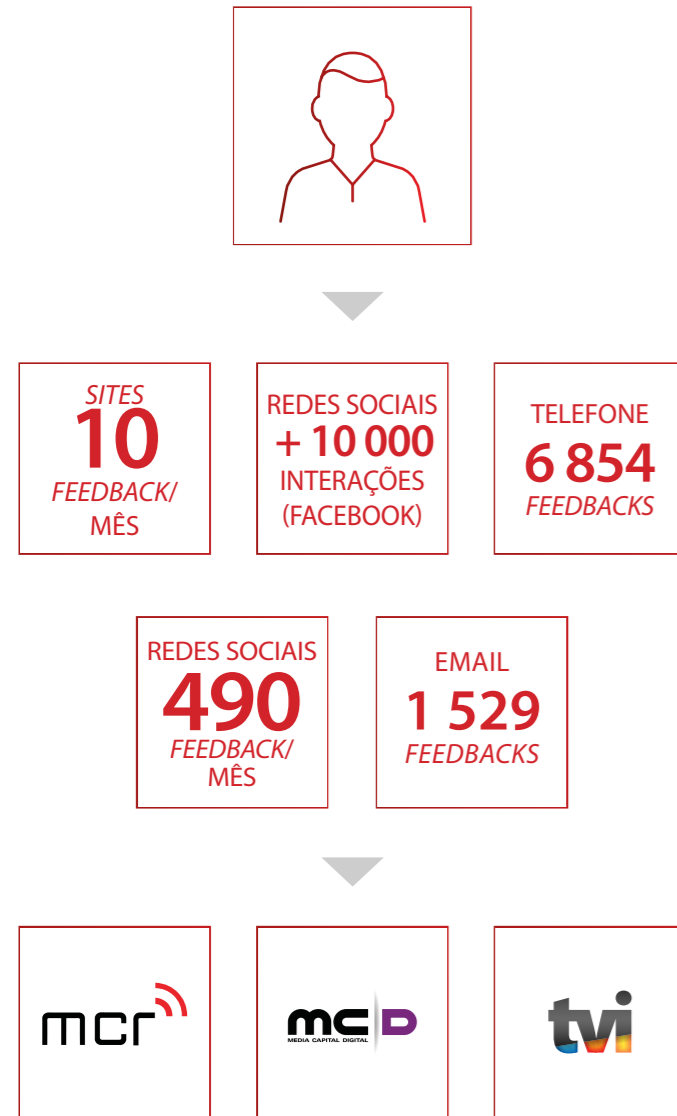 SITES
10
FEEDBACK/
MÊS
REDES SOCIAIS
+ 10 000
INTERAÇÕES
(FACEBOOK)
TELEFONE
6 854
FEEDBACKS
REDES SOCIAIS
490
FEEDBACK/
MÊS
EMAIL
1 529
FEEDBACKS
mcr
mc D
MEDIA CAPITAL DIGITAL
tvi